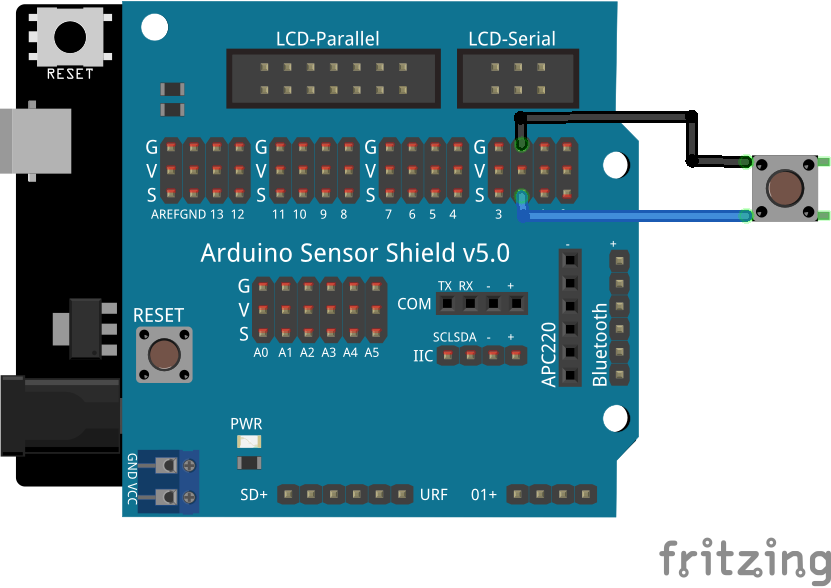 LCD-Parallel LCD-Serial
RESET
G G G G
V V V V
S S S S
AREF GND 13 12 11 10 9 8 7 6 5 4 3
Arduino Sensor Shield v5.0
- +
G
V
S
A0 A1 A2 A3 A4 A5
TX RX - +
COM
SCL SDA - +
IIC
APC220
Bluetooth
RESET
PWR
GND VCC
SD+ URF 01+
fritzing